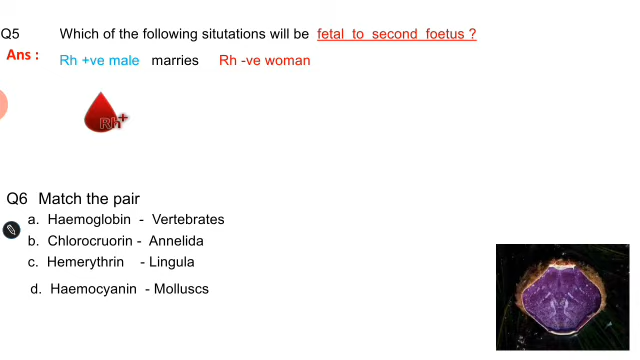 Q5 Which of the following situtations will be fetal to second foetus ?
Ans : Rh +ve male marries Rh -ve woman
Rh+
Q6 Match the pair
a. Haemoglobin - Vertebrates
b. Chlorocruorin - Annelida
c. Hemerythrin - Lingula
d. Haemocyanin - Molluscs